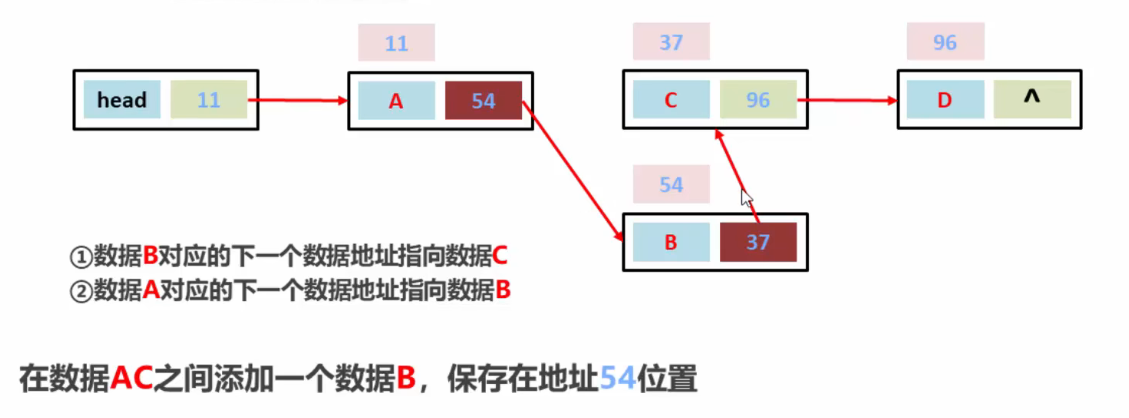 11 37 96
head 11 A 54 C 96 D ^
54
B 37
①数据B对应的下一个数据地址指向数据C
②数据A对应的下一个数据地址指向数据B
在数据AC之间添加一个数据B，保存在地址54位置